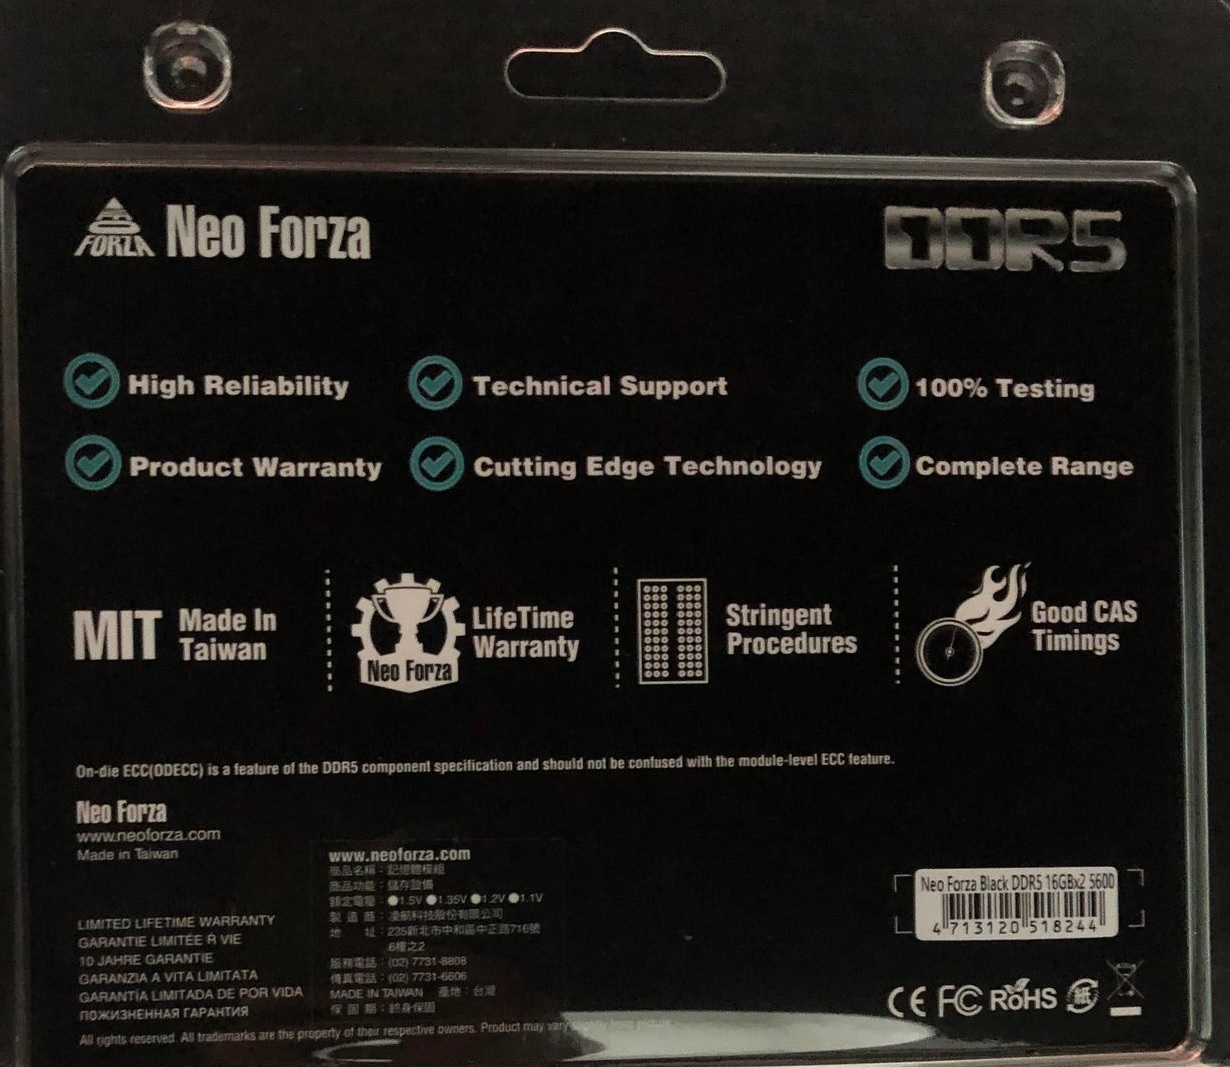 FORZA Neo Forza
DDR5
High Reliability
Technical Support
100% Testing
Product Warranty
Cutting Edge Technology
Complete Range
MIT Made In
Taiwan
LifeTime
Warranty
Neo Forza
Stringent
Procedures
Good CAS
Timings
On-die ECC(ODECC) is a feature of the DDR5 component specification and should not be confused with the module-level ECC feature.
Neo Forza
www.neoforza.com
Made in Taiwan
www.neoforza.com
商品名稱：記憶體模組
商品功能：儲存設備
額定電壓：●1.5V ●1.35V ●1.2V ●1.1V
製造商：凌航科技股份有限公司
地址：235新北市中和區中正路716號
6樓之2
服務電話：(02) 7731-8808
傳真電話：(02) 7731-6606
MADE IN TAIWAN 產地：台灣
保固期：終身保固
LIMITED LIFETIME WARRANTY
GARANTIE LIMITÉE À VIE
10 JAHRE GARANTIE
GARANZIA A VITA LIMITATA
GARANTÍA LIMITADA DE POR VIDA
ПОЖИЗНЕННАЯ ГАРАНТИЯ
All rights reserved. All trademarks are the property of their respective owners. Product may vary
Neo Forza Black DDR5 16GBx2 5600
4 713120 518244
CE FC RoHS 紙